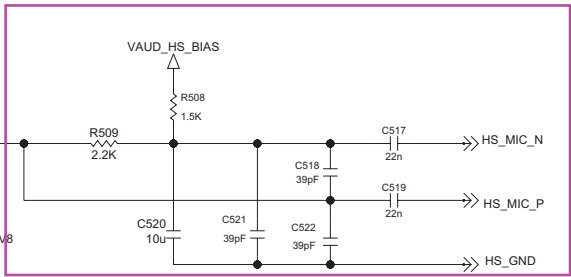 VAUD_HS_BIAS
R508
1.5K
R509
2.2K
C517
22n
HS_MIC_N
C518
39pF
C519
22n
HS_MIC_P
C520
10u
C521
39pF
C522
39pF
V8
HS_GND